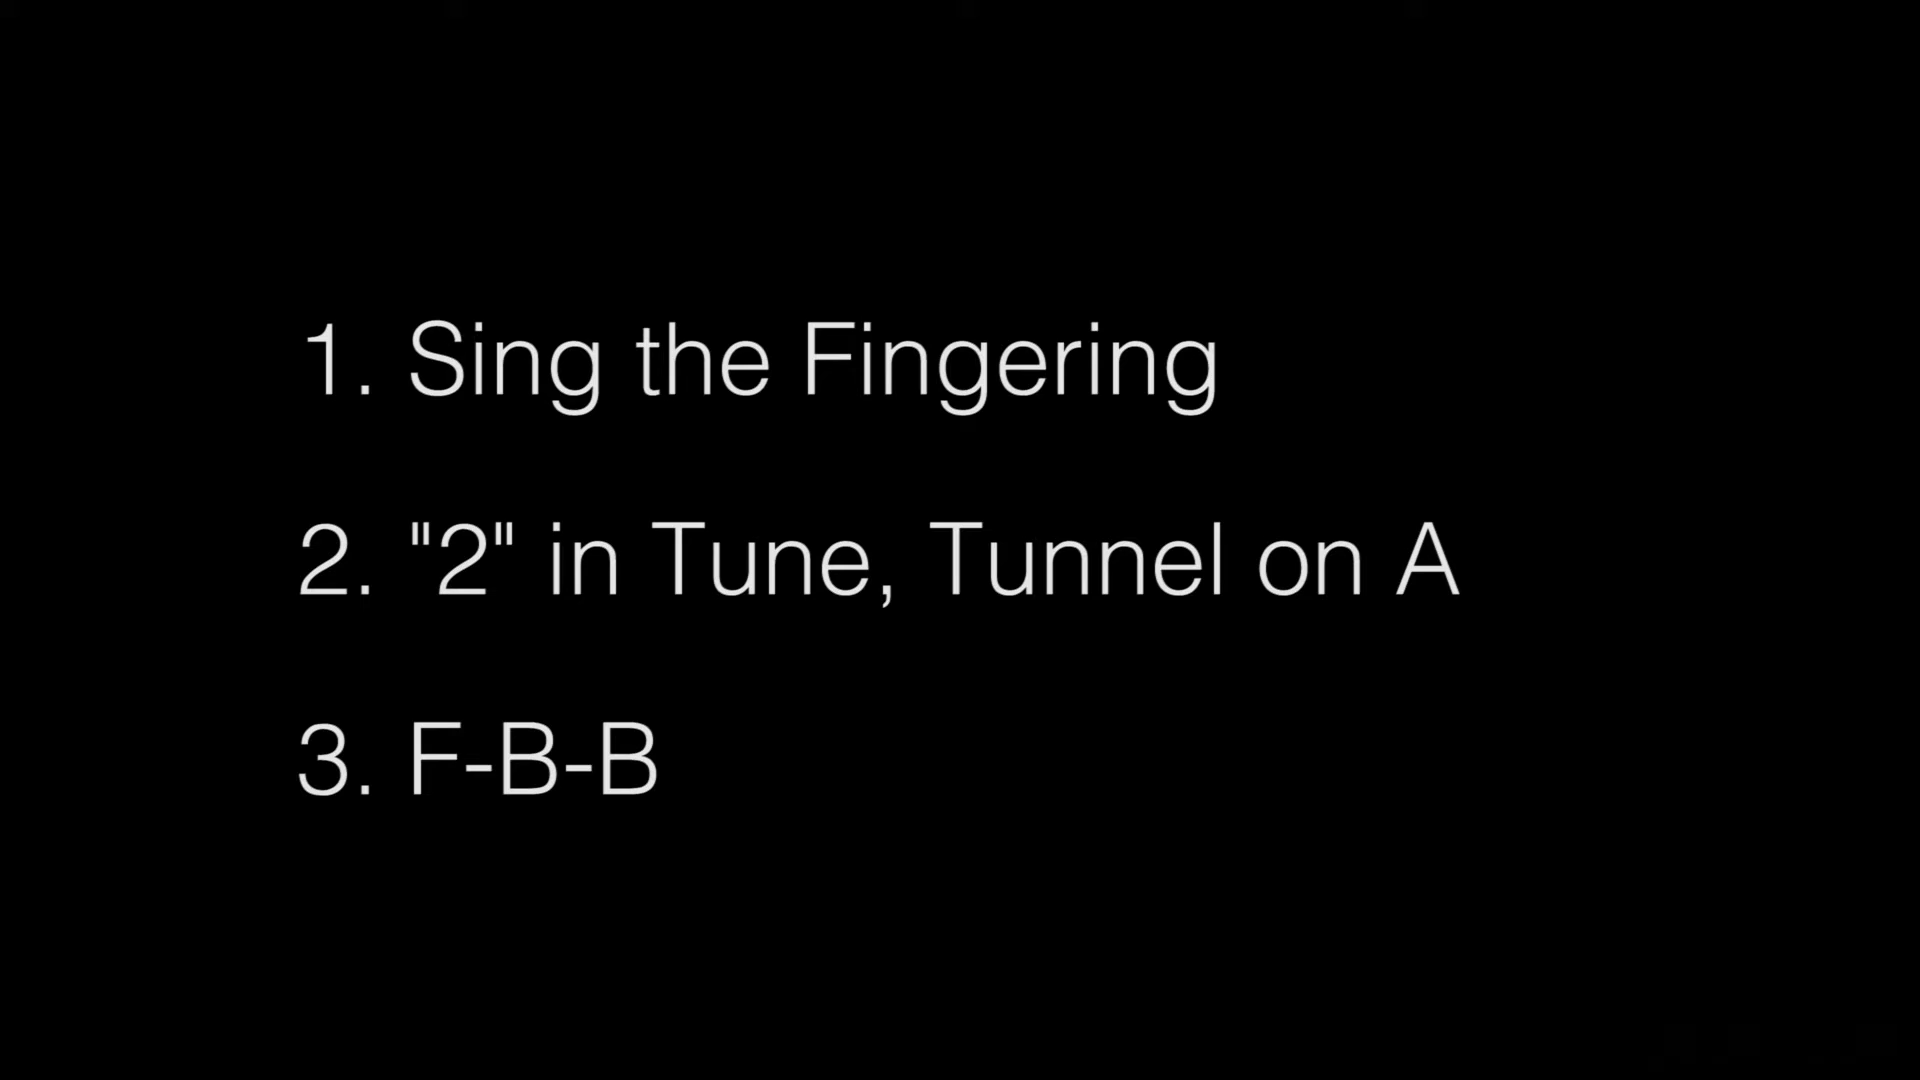 1. Sing the Fingering
2. "2" in Tune, Tunnel on A
3. F-B-B